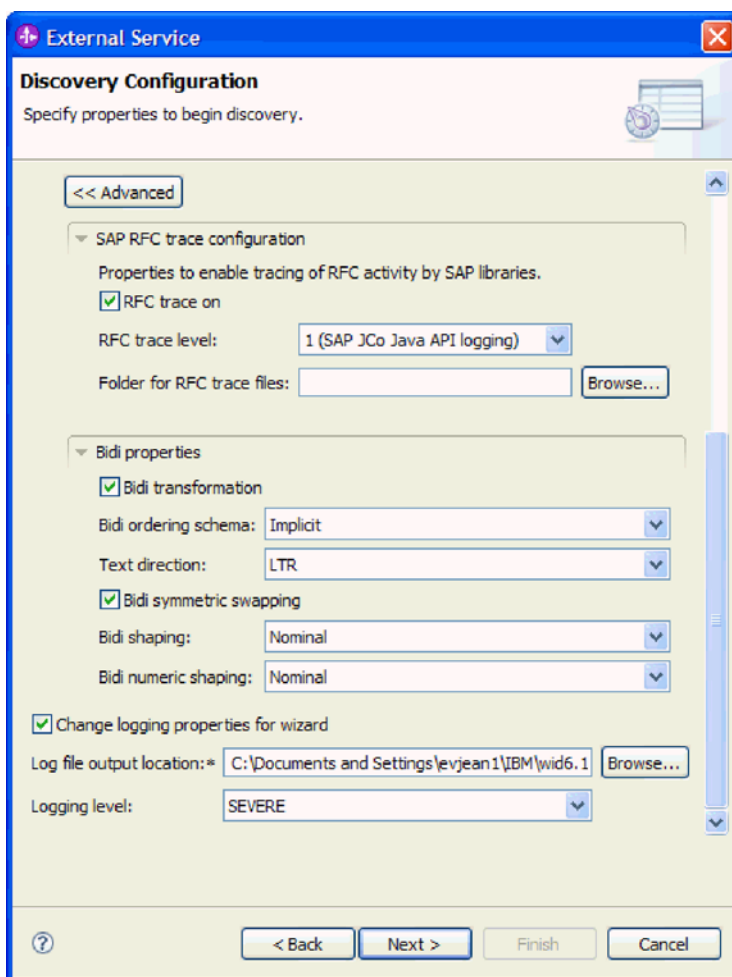 External Service
Discovery Configuration
Specify properties to begin discovery.
<< Advanced
SAP RFC trace configuration
Properties to enable tracing of RFC activity by SAP libraries.
RFC trace on
RFC trace level: 1 (SAP JCo Java API logging)
Folder for RFC trace files: Browse...
Bidi properties
Bidi transformation
Bidi ordering schema: Implicit
Text direction: LTR
Bidi symmetric swapping
Bidi shaping: Nominal
Bidi numeric shaping: Nominal
Change logging properties for wizard
Log file output location:* C:\Documents and Settings\evjean1\IBM\wid6.1 Browse...
Logging level: SEVERE
? < Back Next > Finish Cancel